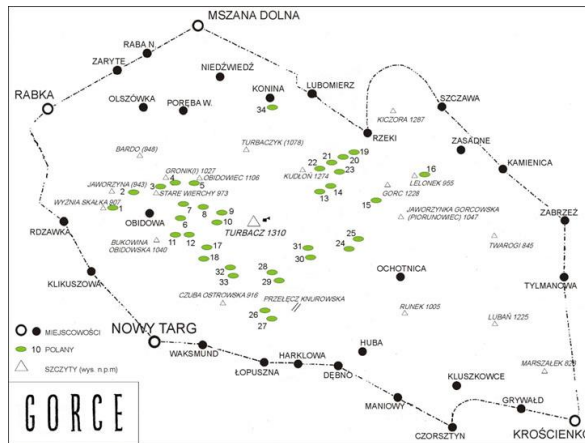 MSZANA DOLNA
RABA N.
ZARYTE
NIEDŹWIEDŹ
RABKA
OLSZÓWKA
PORĘBA W.
KONINA
34
LUBOMIERZ
SZCZAWA
KICZORA 1287
RZEKI
ZASADNE
BARDO (948)
TURBACZYK (1078)
KAMIENICA
GRONIK(I) 1027
OBIDOWIEC 1106
KUDŁOŃ 1274
22
21
20
19
23
16
LELONEK 955
JAWORZYNA (943)
2
3
4
5
STARE WIERCHY 973
13
14
15
GORC 1228
WYŻNIA SKAŁKA 907
1
OBIDOWA
7
8
9
6
10
TURBACZ 1310
JAWORZYNKA GORCOWSKA
(PIORUNOWIEC) 1047
ZABRZEŻ
RDZAWKA
BUKOWINA
OBIDOWSKA 1040
11
12
17
18
31
30
24
25
TWAROGI 845
KLIKUSZOWA
32
33
28
29
OCHOTNICA
TYLMANOWA
CZUBA OSTROWSKA 916
PRZEŁĘCZ KNUROWSKA
26
27
RUNEK 1005
LUBAŃ 1225
NOWY TARG
WAKSMUND
ŁOPUSZNA
HARKLOWA
DĘBNO
HUBA
MANIOWY
KLUSZKOWCE
MARSZAŁEK 828
CZORSZTYN
GRYWAŁD
KROŚCIENKO
MIEJSCOWOŚCI
10 POLANY
SZCZYTY (wys. n.p.m)
GORCE